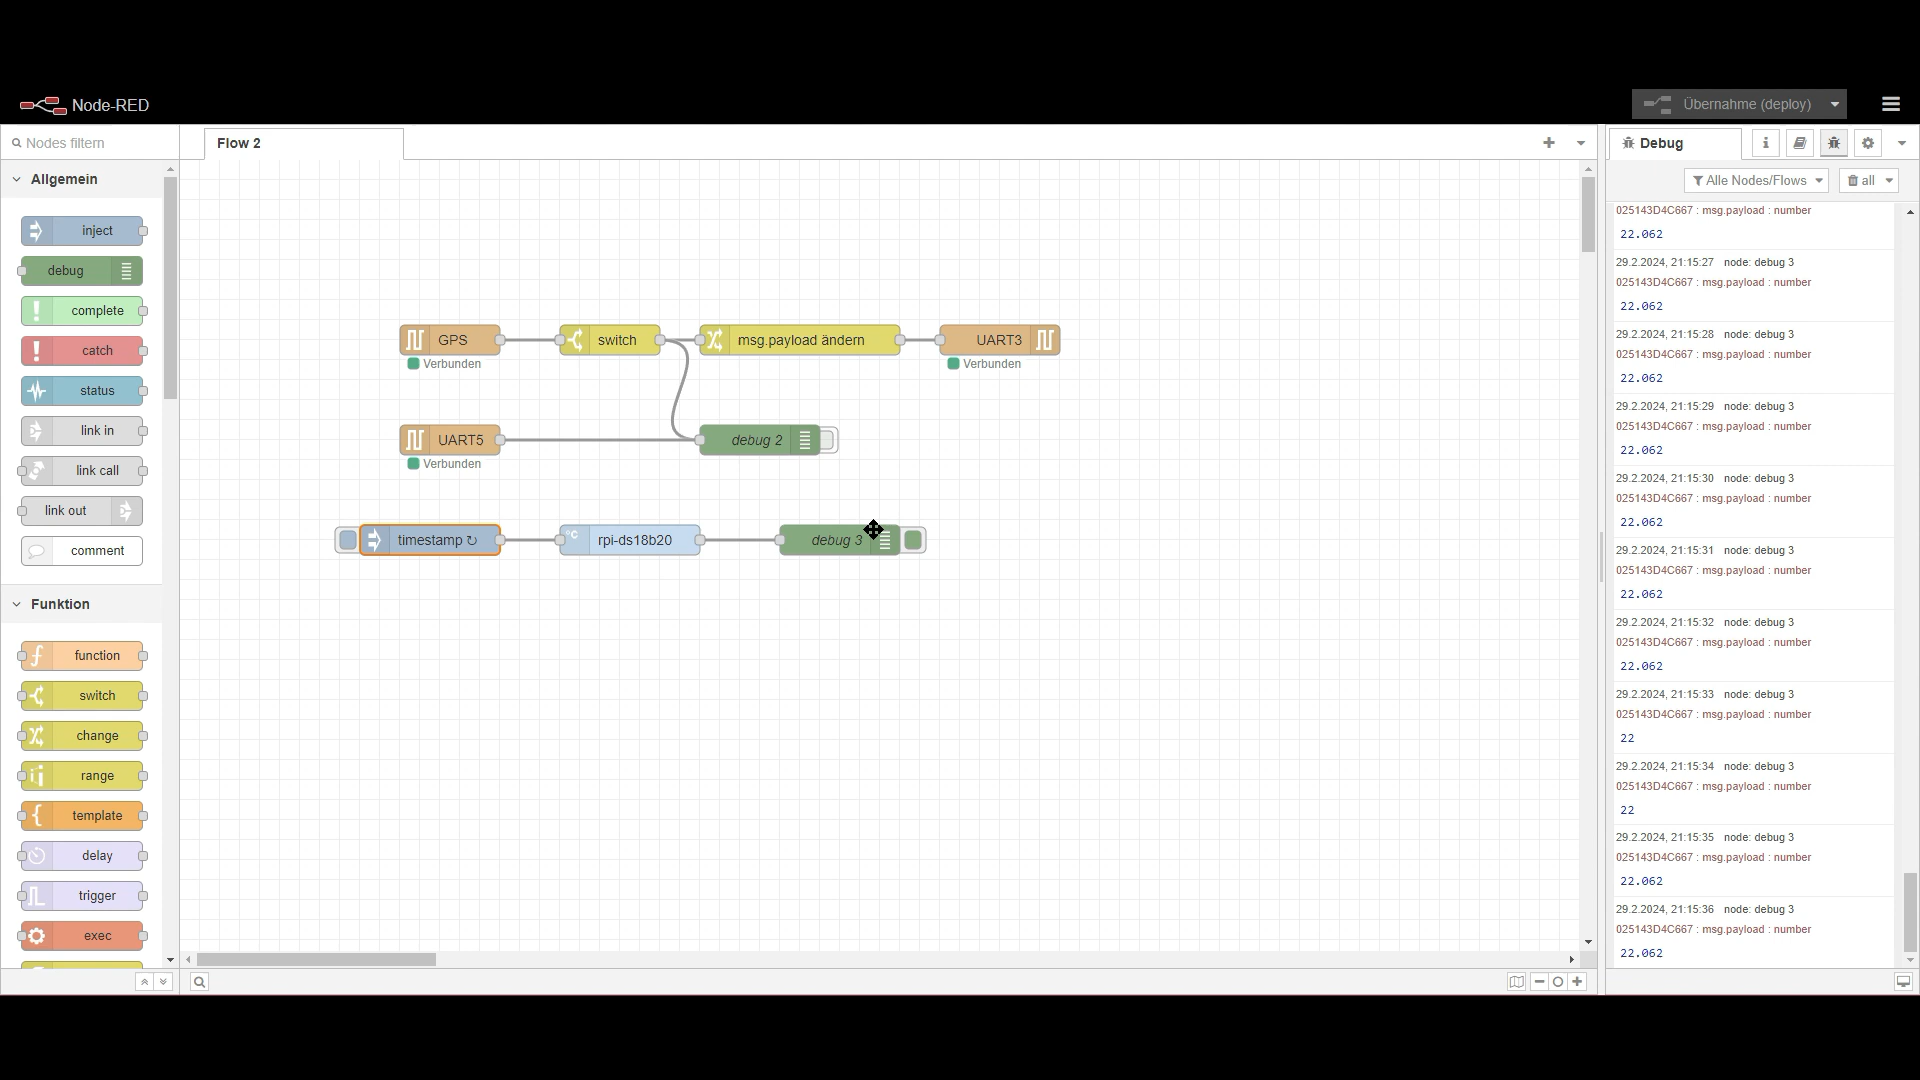 Node-RED
Übernahme (deploy)
Nodes filtern
Flow 2
Debug
Allgemein
inject
debug
complete
catch
status
link in
link call
link out
comment
Funktion
function
switch
change
range
template
delay
trigger
exec
GPS
Verbunden
switch
msg.payload ändern
UART3
Verbunden
UART5
Verbunden
debug 2
timestamp ↻
°C
rpi-ds18b20
debug 3
Alle Nodes/Flows
all
025143D4C667 : msg.payload : number
22.062
29.2.2024, 21:15:27 node: debug 3
025143D4C667 : msg.payload : number
22.062
29.2.2024, 21:15:28 node: debug 3
025143D4C667 : msg.payload : number
22.062
29.2.2024, 21:15:29 node: debug 3
025143D4C667 : msg.payload : number
22.062
29.2.2024, 21:15:30 node: debug 3
025143D4C667 : msg.payload : number
22.062
29.2.2024, 21:15:31 node: debug 3
025143D4C667 : msg.payload : number
22.062
29.2.2024, 21:15:32 node: debug 3
025143D4C667 : msg.payload : number
22.062
29.2.2024, 21:15:33 node: debug 3
025143D4C667 : msg.payload : number
22
29.2.2024, 21:15:34 node: debug 3
025143D4C667 : msg.payload : number
22
29.2.2024, 21:15:35 node: debug 3
025143D4C667 : msg.payload : number
22.062
29.2.2024, 21:15:36 node: debug 3
025143D4C667 : msg.payload : number
22.062